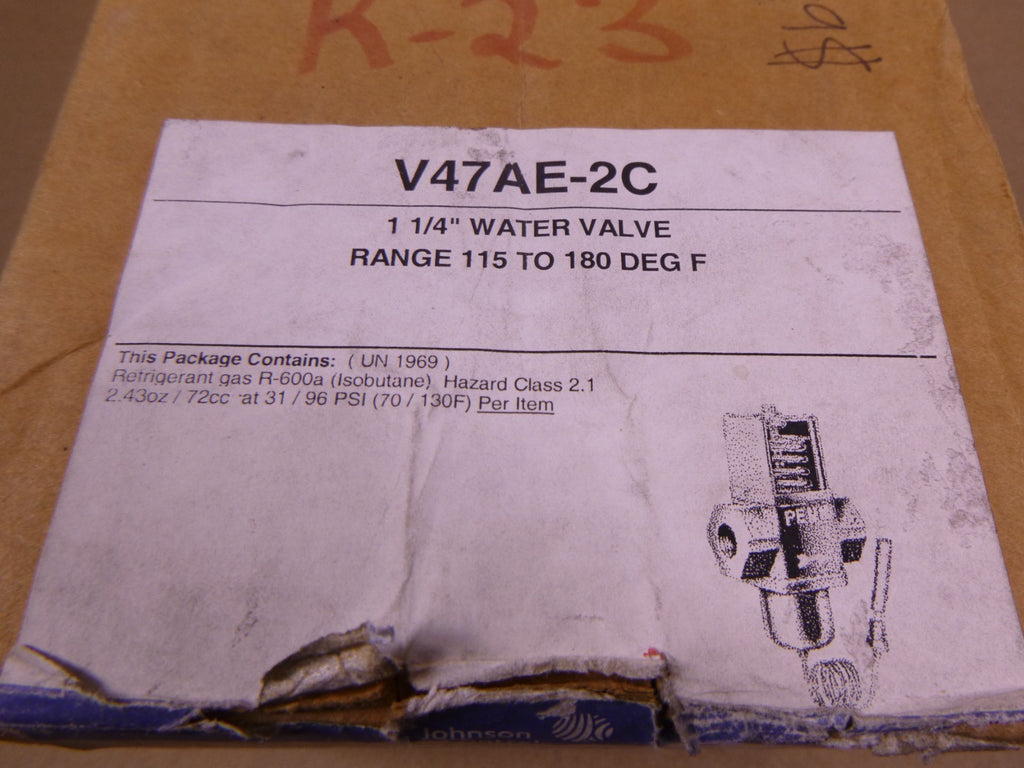 K-23
V47AE-2C
1 1/4" WATER VALVE
RANGE 115 TO 180 DEG F
This Package Contains: ( UN 1969 )
Refrigerant gas R-600a (Isobutane) Hazard Class 2.1
2.43oz / 72cc at 31 / 96 PSI (70 / 130F) Per Item
PENN
Johnson